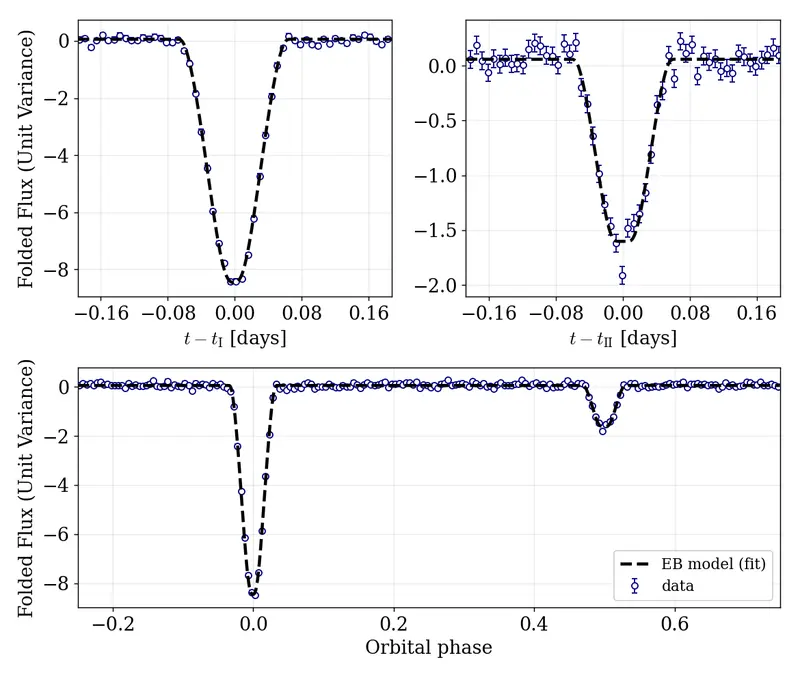 Folded Flux (Unit Variance)
0
−2
−4
−6
−8
−0.16 −0.08 0.00 0.08 0.16
t − tI [days]
0.0
−0.5
−1.0
−1.5
−2.0
−0.16 −0.08 0.00 0.08 0.16
t − tII [days]
Folded Flux (Unit Variance)
0
−2
−4
−6
−8
EB model (fit)
data
−0.2 0.0 0.2 0.4 0.6
Orbital phase